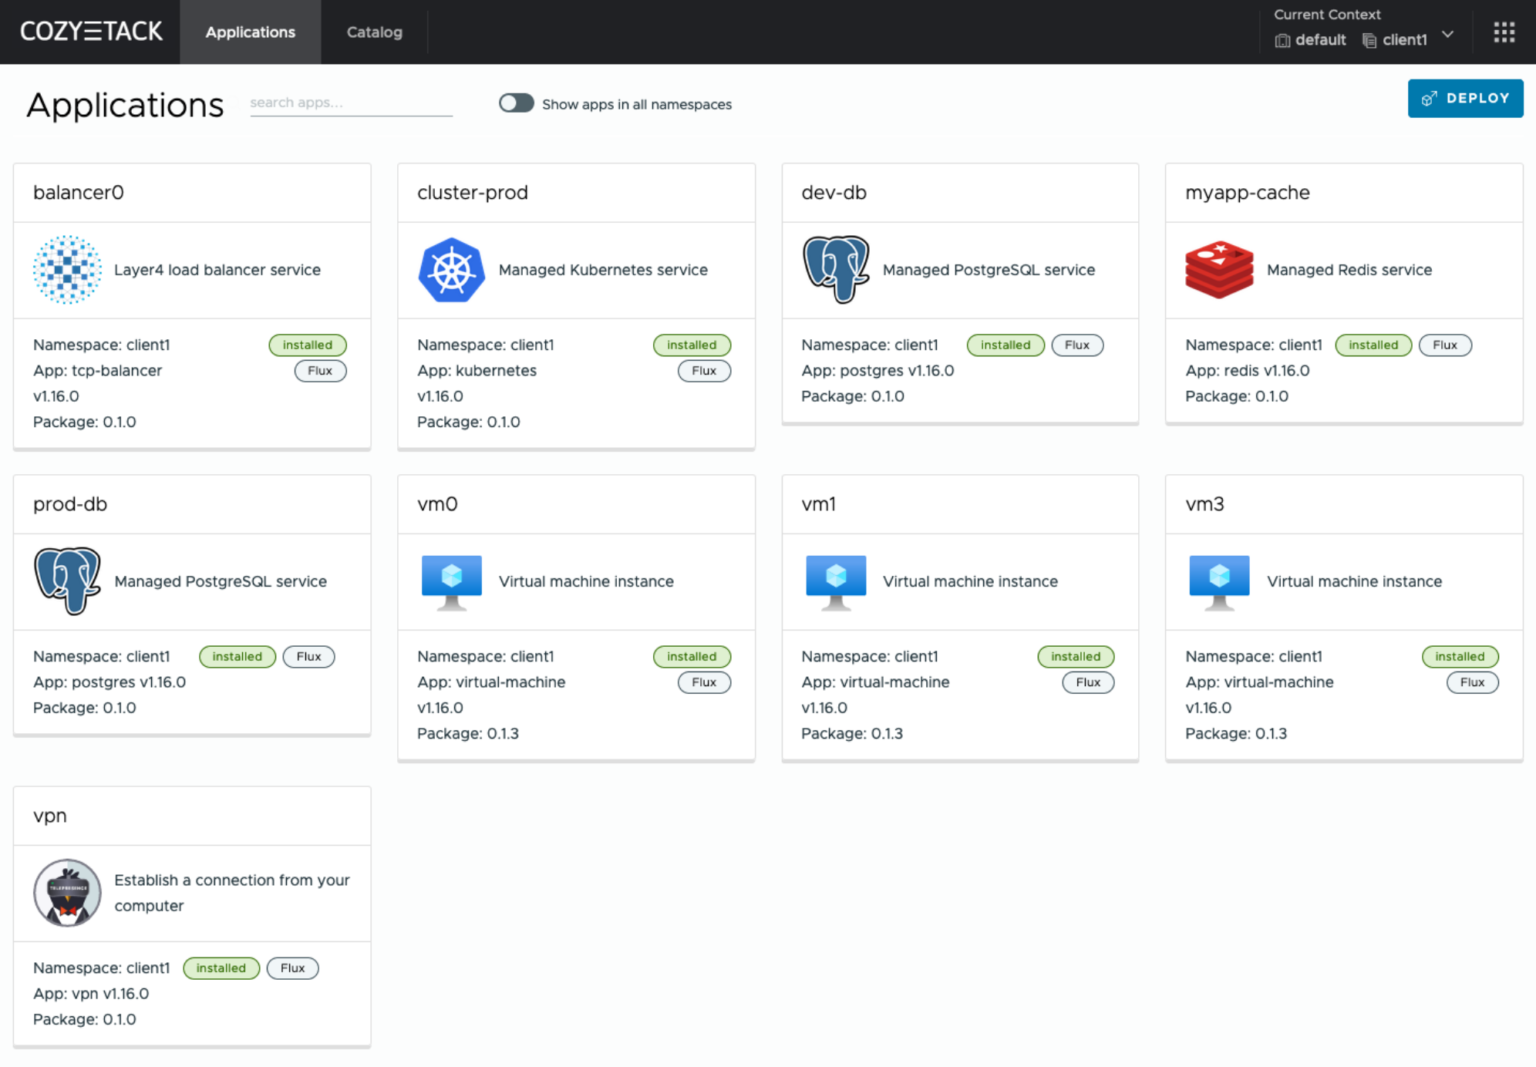 COZYSTACK
Applications
Catalog
Current Context
default client1
Applications
search apps...
Show apps in all namespaces
DEPLOY
balancer0
Layer4 load balancer service
Namespace: client1 installed
App: tcp-balancer Flux
v1.16.0
Package: 0.1.0
cluster-prod
Managed Kubernetes service
Namespace: client1 installed
App: kubernetes Flux
v1.16.0
Package: 0.1.0
dev-db
Managed PostgreSQL service
Namespace: client1 installed Flux
App: postgres v1.16.0
Package: 0.1.0
myapp-cache
Managed Redis service
Namespace: client1 installed Flux
App: redis v1.16.0
Package: 0.1.0
prod-db
Managed PostgreSQL service
Namespace: client1 installed Flux
App: postgres v1.16.0
Package: 0.1.0
vm0
Virtual machine instance
Namespace: client1 installed
App: virtual-machine Flux
v1.16.0
Package: 0.1.3
vm1
Virtual machine instance
Namespace: client1 installed
App: virtual-machine Flux
v1.16.0
Package: 0.1.3
vm3
Virtual machine instance
Namespace: client1 installed
App: virtual-machine Flux
v1.16.0
Package: 0.1.3
vpn
TELEPRESENCE
Establish a connection from your
computer
Namespace: client1 installed Flux
App: vpn v1.16.0
Package: 0.1.0